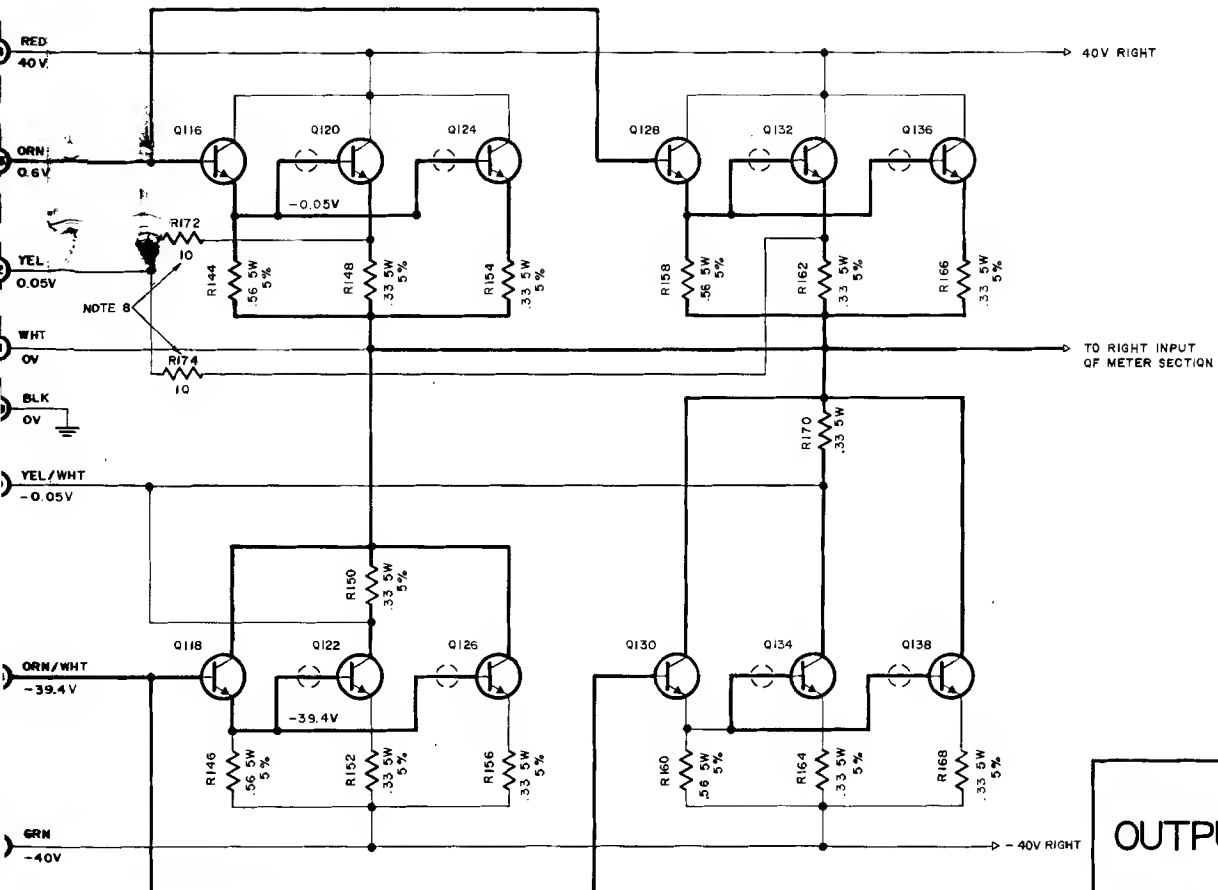 RED
40V
40V RIGHT
Q116
Q120
Q124
Q128
Q132
Q136
ORN
0.6V
-0.05V
R172
10
YEL
0.05V
R144
.56 5W
5%
R148
.33 5W
5%
R154
.33 5W
5%
R158
.56 5W
5%
R162
.33 5W
5%
R166
.33 5W
5%
NOTE 8
WHT
0V
R174
10
TO RIGHT INPUT
OF METER SECTION
BLK
0V
R170
.33 5W
YEL/WHT
-0.05V
R150
.33 5W
5%
Q118
Q122
Q126
Q130
Q134
Q138
ORN/WHT
-39.4V
-39.4V
R146
.56 5W
5%
R152
.33 5W
5%
R156
.33 5W
5%
R160
.56 5W
5%
R164
.33 5W
5%
R168
.33 5W
5%
GRN
-40V
-40V RIGHT
OUTPU